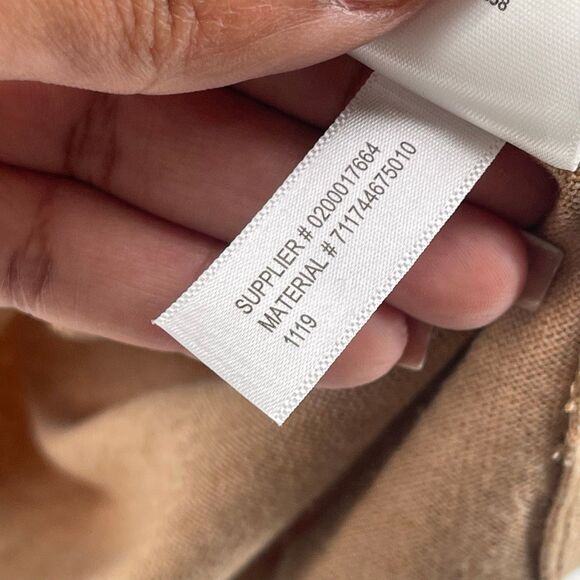 SUPPLIER # 0200017664
MATERIAL # 711744675010
1119